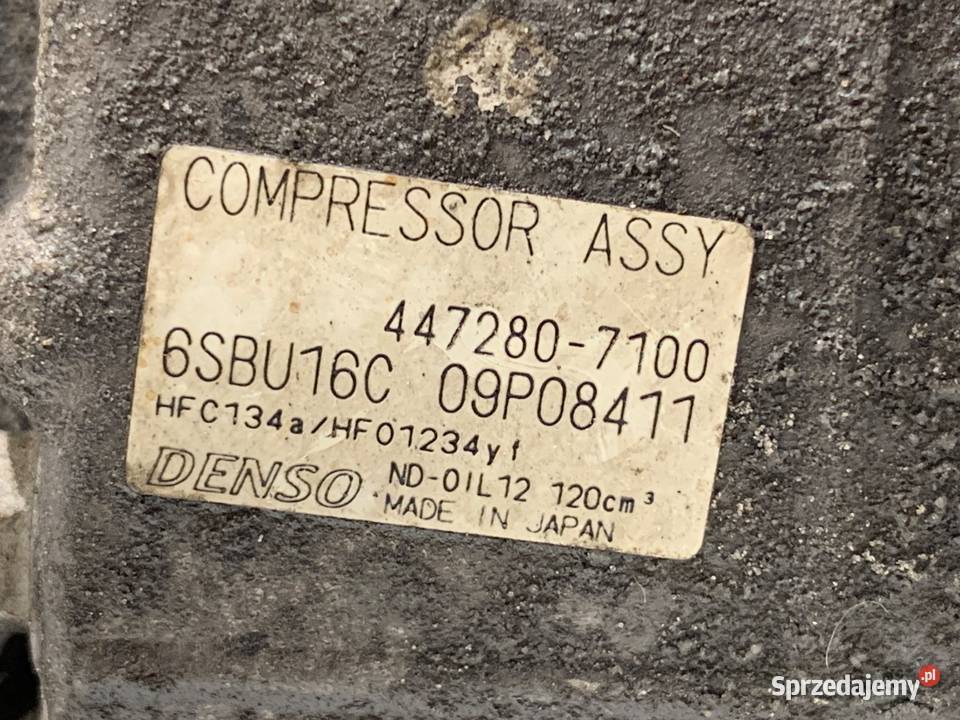 COMPRESSOR ASSY
447280-7100
6SBU16C 09P08411
HFC134a/HFO1234yf
DENSO ND-OIL12 120cm³
MADE IN JAPAN
Sprzedajemy.pl